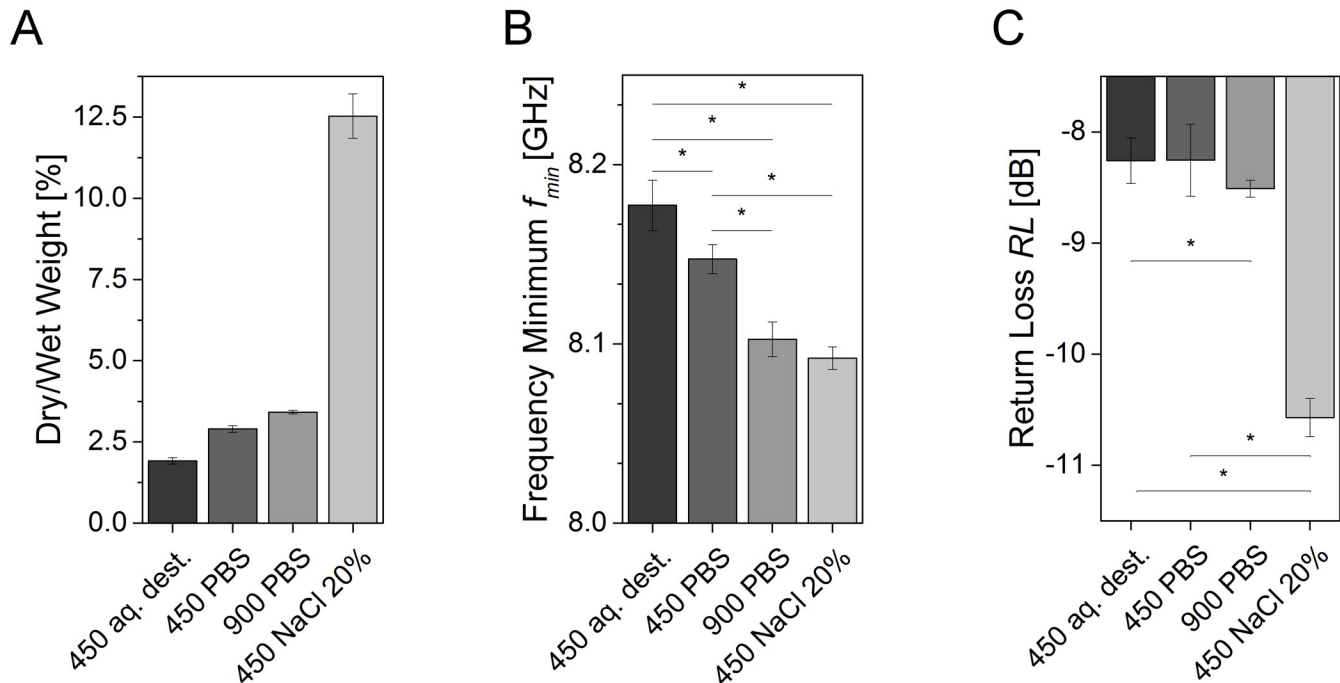 A
Dry/Wet Weight [%]
12.5
10.0
7.5
5.0
2.5
0.0
450 aq. dest.
450 PBS
900 PBS
450 NaCl 20%
B
Frequency Minimum fmin [GHz]
8.2
8.1
8.0
*
*
*
*
*
450 aq. dest.
450 PBS
900 PBS
450 NaCl 20%
C
Return Loss RL [dB]
-8
-9
-10
-11
*
*
*
450 aq. dest.
450 PBS
900 PBS
450 NaCl 20%